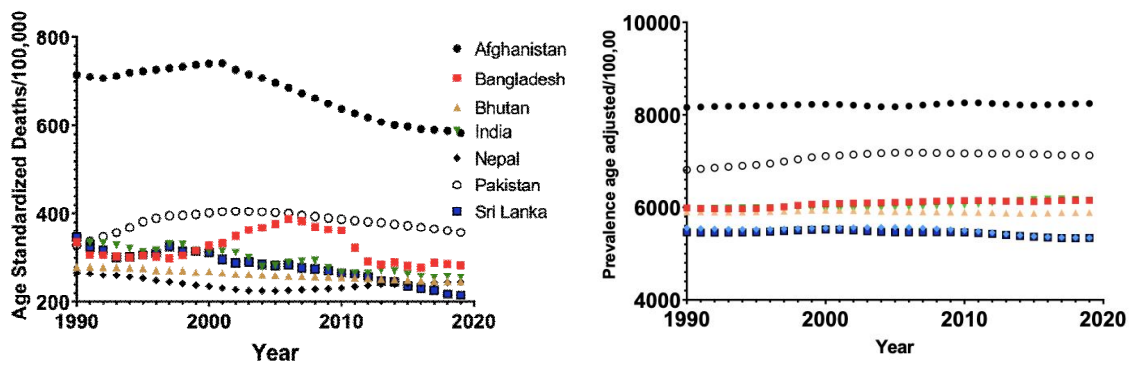 Age Standardized Deaths/100,000
800
600
400
200
1990
2000
2010
2020
Year
Afghanistan
Bangladesh
Bhutan
India
Nepal
Pakistan
Sri Lanka
Prevalence age adjusted/100,00
10000
8000
6000
4000
1990
2000
2010
2020
Year